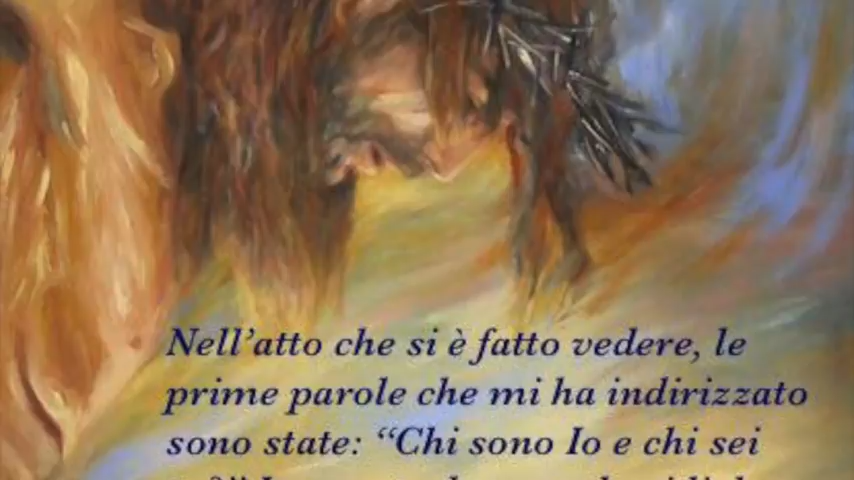 Nell’atto che si è fatto vedere, le
prime parole che mi ha indirizzato
sono state: “Chi sono Io e chi sei